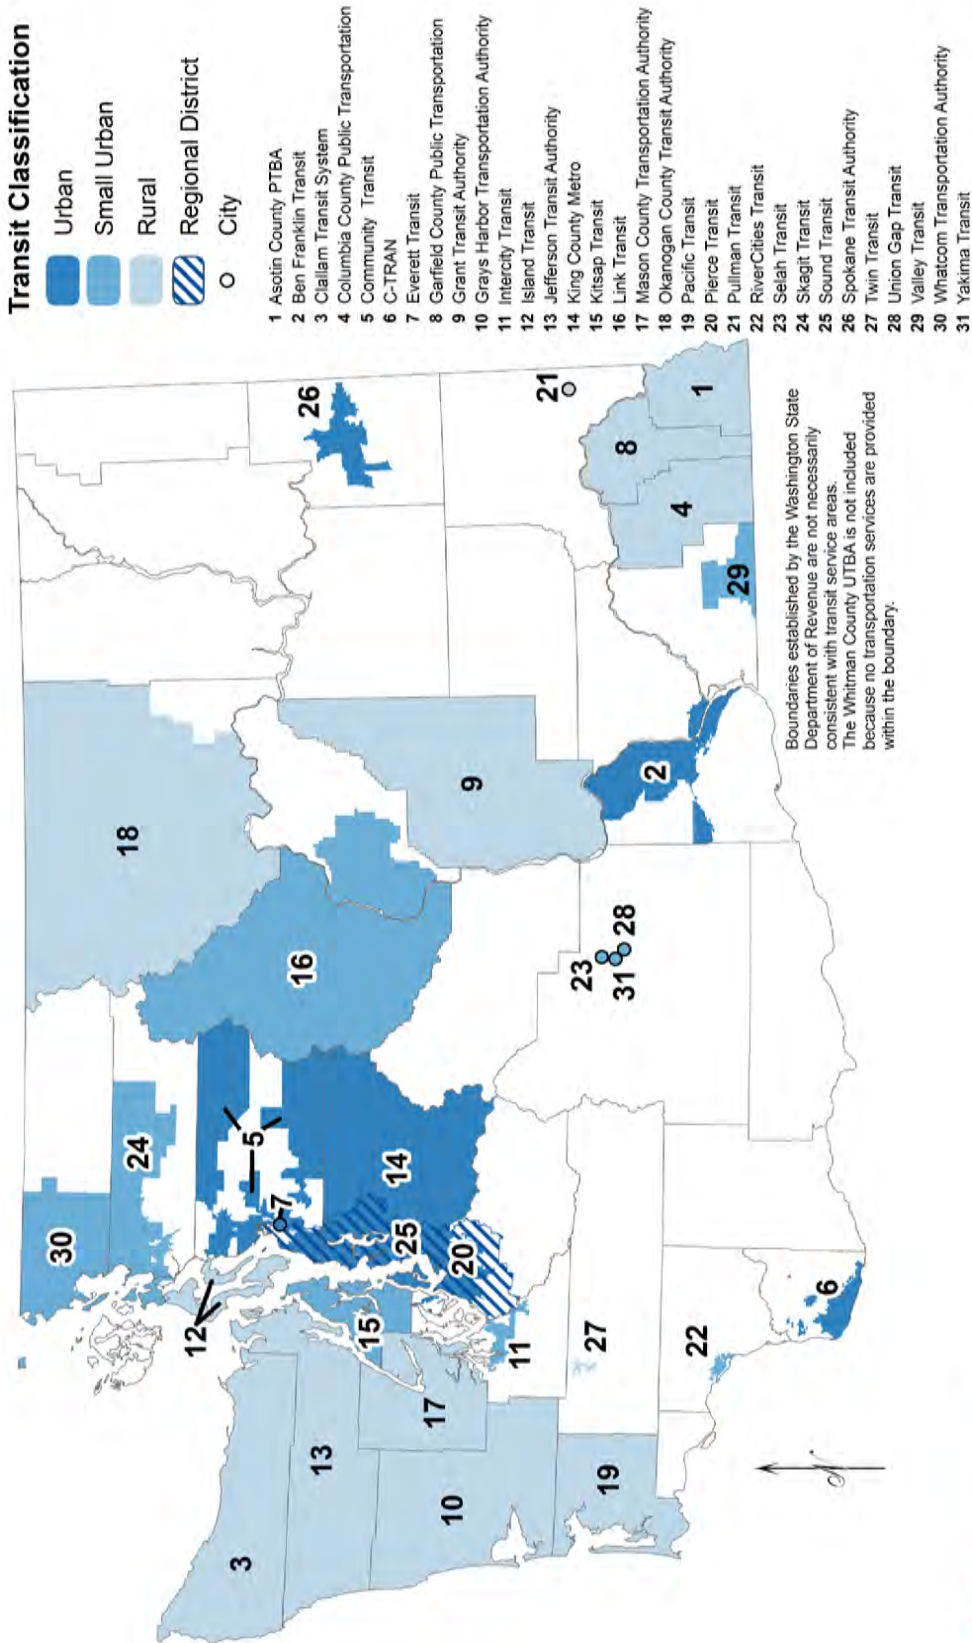 Transit Classification
Urban
Small Urban
Rural
Regional District
City
1 Asotin County PTBA
2 Ben Franklin Transit
3 Clallam Transit System
4 Columbia County Public Transportation
5 Community Transit
6 C-TRAN
7 Everett Transit
8 Garfield County Public Transportation
9 Grant Transit Authority
10 Grays Harbor Transportation Authority
11 Intercity Transit
12 Island Transit
13 Jefferson Transit Authority
14 King County Metro
15 Kitsap Transit
16 Link Transit
17 Mason County Transportation Authority
18 Okanogan County Transit Authority
19 Pacific Transit
20 Pierce Transit
21 Pullman Transit
22 RiverCities Transit
23 Selah Transit
24 Skagit Transit
25 Sound Transit
26 Spokane Transit Authority
27 Twin Transit
28 Union Gap Transit
29 Valley Transit
30 Whatcom Transportation Authority
31 Yakima Transit
30
18
24
12
5
16
26
3
7
13
15
25
14
9
17
20
10
11
21
23
31
28
2
8
27
19
4
1
22
29
6
N
Boundaries established by the Washington State
Department of Revenue are not necessarily
consistent with transit service areas.
The Whitman County UTBA is not included
because no transportation services are provided
within the boundary.